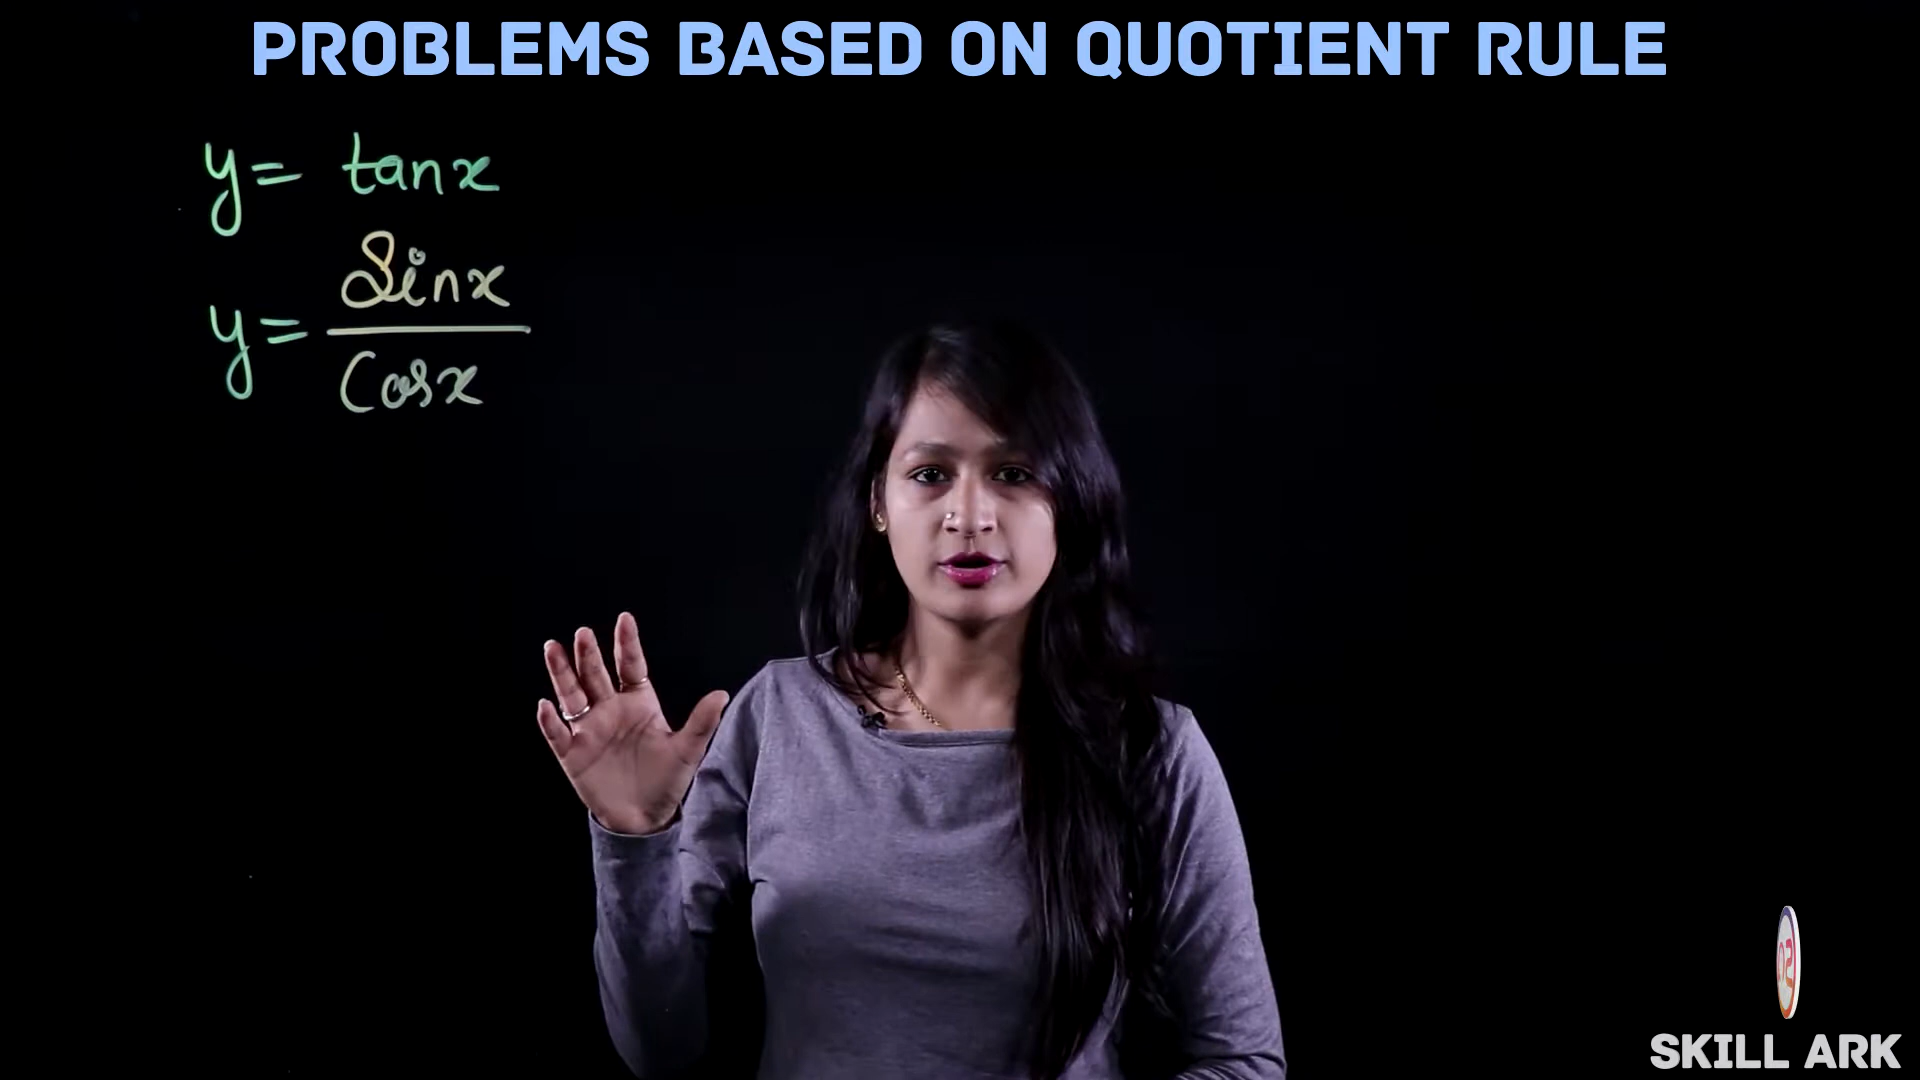 PROBLEMS BASED ON QUOTIENT RULE
y = tanx
y = Sinx
Cosx
SKILL ARK